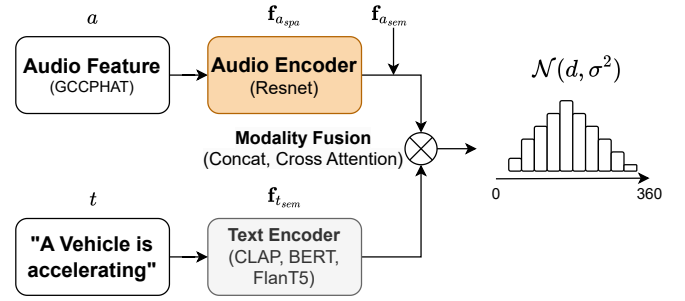 a
f_{a_{spa}}
f_{a_{sem}}
Audio Feature
(GCCPHAT)
Audio Encoder
(Resnet)
N(d, σ²)
Modality Fusion
(Concat, Cross Attention)
0
360
t
f_{t_{sem}}
"A Vehicle is
accelerating"
Text Encoder
(CLAP, BERT,
FlanT5)